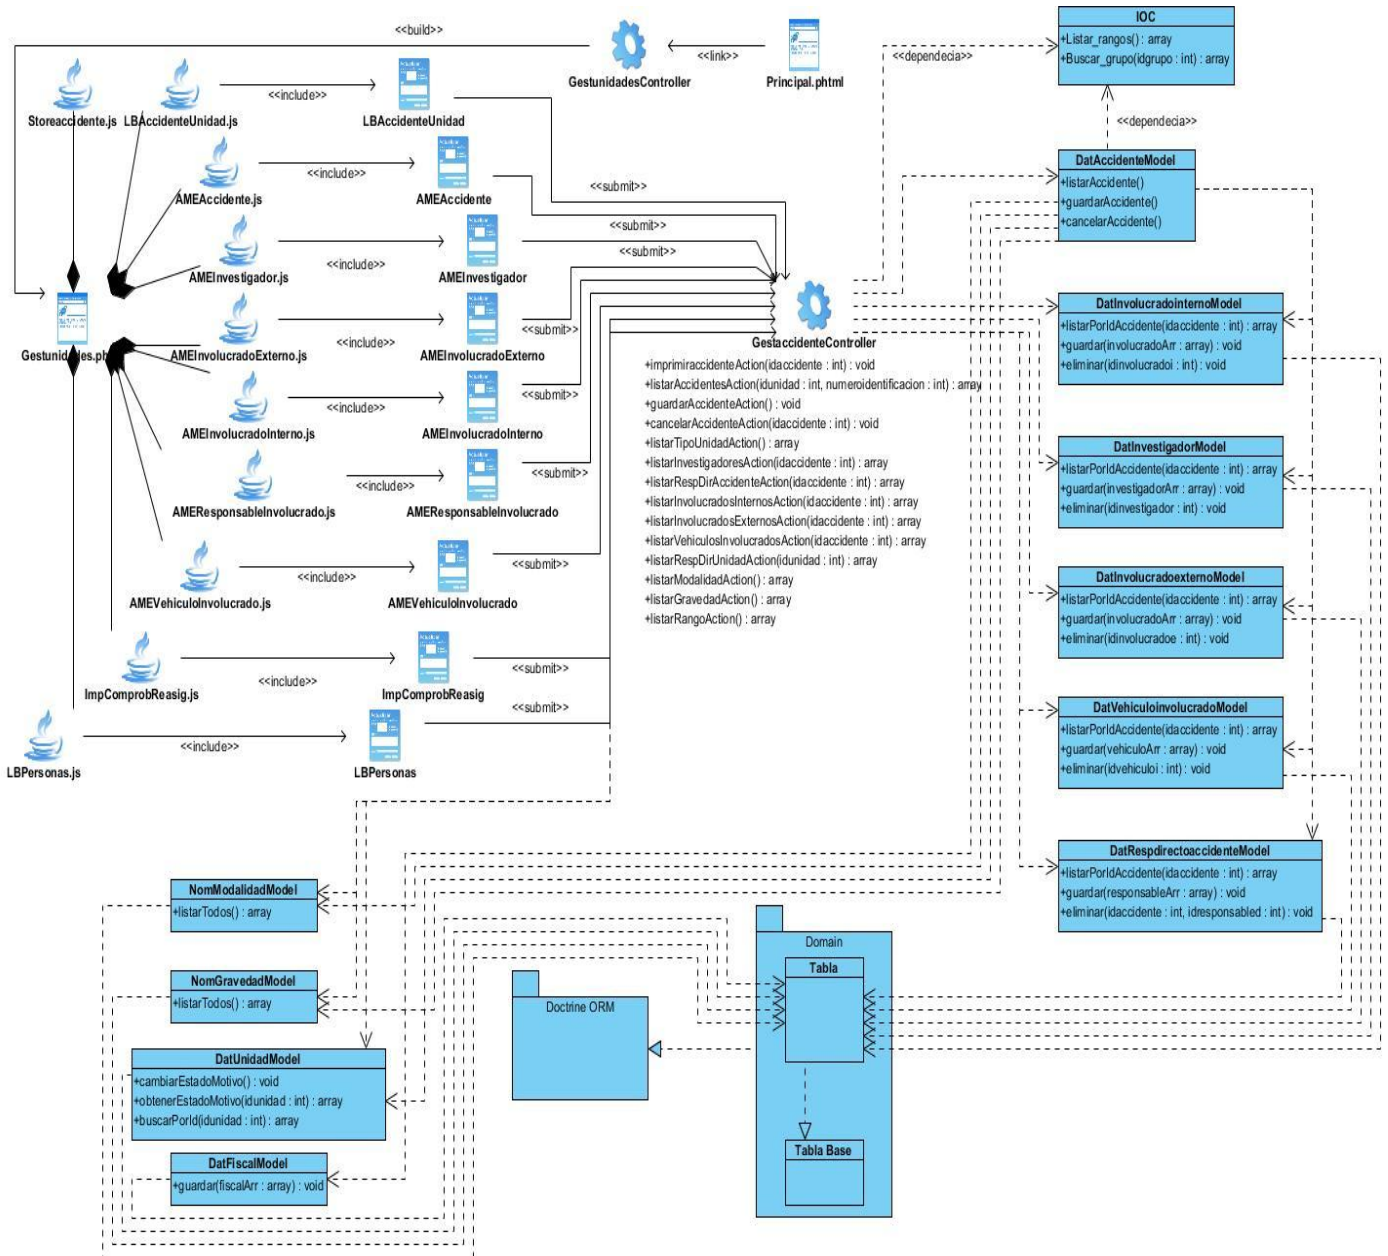 <<build>>
GestunidadesController
<<link>>
Principal.phtml
<<dependecia>>
IOC
+Listar_rangos() : array
+Buscar_grupo(idgrupo : int) : array
<<dependecia>>
Storeaccidente.js
LBAccidenteUnidad.js
<<include>>
LBAccidenteUnidad
AMEAccidente.js
<<include>>
AMEAccidente
<<submit>>
<<submit>>
<<submit>>
AMEInvestigador.js
<<include>>
AMEInvestigador
Gestunidades.ph
AMEInvolucradoExterno.js
<<include>>
AMEInvolucradoExterno
<<submit>>
AMEInvolucradoInterno.js
<<include>>
AMEInvolucradoInterno
<<submit>>
AMEResponsableInvolucrado.js
<<include>>
AMEResponsableInvolucrado
<<submit>>
AMEVehiculoInvolucrado.js
<<include>>
AMEVehiculoInvolucrado
<<submit>>
ImpComprobReasig.js
<<include>>
ImpComprobReasig
<<submit>>
LBPersonas.js
<<include>>
LBPersonas
<<submit>>
GestaccidenteController
+imprimiraccidenteAction(idaccidente : int) : void
+listarAccidentesAction(idunidad : int, numeroidentificacion : int) : array
+guardarAccidenteAction() : void
+cancelarAccidenteAction(idaccidente : int) : void
+listarTipoUnidadAction() : array
+listarInvestigadoresAction(idaccidente : int) : array
+listarRespDirAccidenteAction(idaccidente : int) : array
+listarInvolucradosInternosAction(idaccidente : int) : array
+listarInvolucradosExternosAction(idaccidente : int) : array
+listarVehiculosInvolucradosAction(idaccidente : int) : array
+listarRespDirUnidadAction(idunidad : int) : array
+listarModalidadAction() : array
+listarGravedadAction() : array
+listarRangoAction() : array
DatAccidenteModel
+listarAccidente()
+guardarAccidente()
+cancelarAccidente()
DatInvolucradointernoModel
+listarPorIdAccidente(idaccidente : int) : array
+guardar(involucradoArr : array) : void
+eliminar(idinvolucradoi : int) : void
DatInvestigadorModel
+listarPorIdAccidente(idaccidente : int) : array
+guardar(investigadorArr : array) : void
+eliminar(idinvestigador : int) : void
DatInvolucradoexternoModel
+listarPorIdAccidente(idaccidente : int) : array
+guardar(involucradoArr : array) : void
+eliminar(idinvolucradoe : int) : void
DatVehiculoinvolucradoModel
+listarPorIdAccidente(idaccidente : int) : array
+guardar(vehiculoArr : array) : void
+eliminar(idvehiculoi : int) : void
DatRespdirectoaccidenteModel
+listarPorIdAccidente(idaccidente : int) : array
+guardar(responsableArr : array) : void
+eliminar(idaccidente : int, idresponsabled : int) : void
NomModalidadModel
+listarTodos() : array
NomGravedadModel
+listarTodos() : array
DatUnidadModel
+cambiarEstadoMotivo() : void
+obtenerEstadoMotivo(idunidad : int) : array
+buscarPorId(idunidad : int) : array
DatFiscalModel
+guardar(fiscalArr : array) : void
Doctrine ORM
Domain
Tabla
Tabla Base